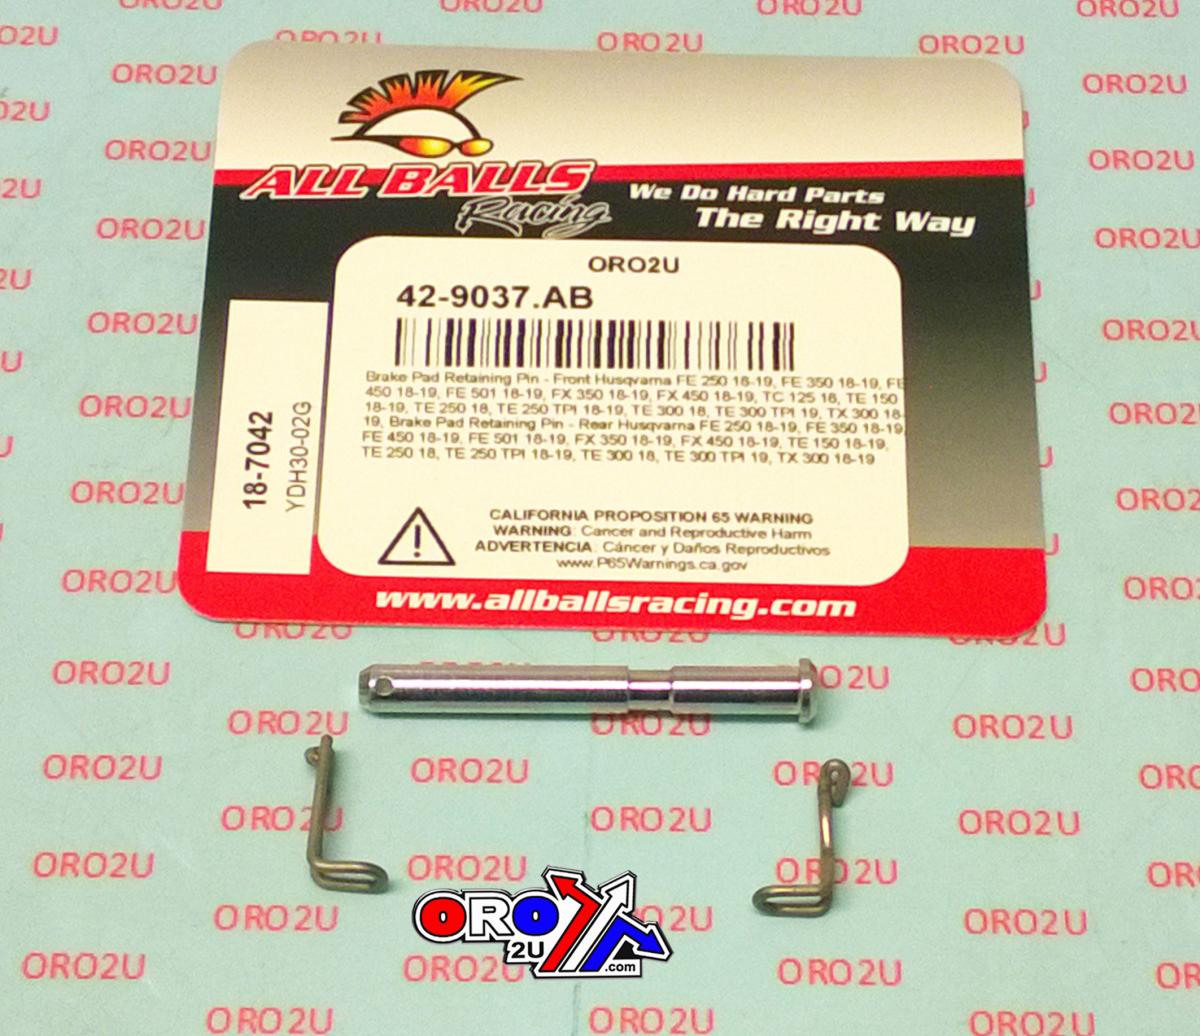 ALL BALLS
Racing
We Do Hard Parts
The Right Way
ORO2U
42-9037.AB
Brake Pad Retaining Pin - Front Husqvarna FE 250 18-19, FE 350 18-19, FE
450 18-19, FE 501 18-19, FX 350 18-19, FX 450 18-19, TC 125 18, TE 150
18-19, TE 250 18, TE 250 TPI 18-19, TE 300 18, TE 300 TPI 19, TX 300 18-
19, Brake Pad Retaining Pin - Rear Husqvarna FE 250 18-19, FE 350 18-19,
FE 450 18-19, FE 501 18-19, FX 350 18-19, FX 450 18-19, TE 150 18-19,
TE 250 18, TE 250 TPI 18-19, TE 300 18, TE 300 TPI 19, TX 300 18-19
18-7042
YDH30-02G
CALIFORNIA PROPOSITION 65 WARNING
WARNING: Cancer and Reproductive Harm
ADVERTENCIA: Cáncer y Daños Reproductivos
www.P65Warnings.ca.gov
www.allballsracing.com
ORO
2U
.com